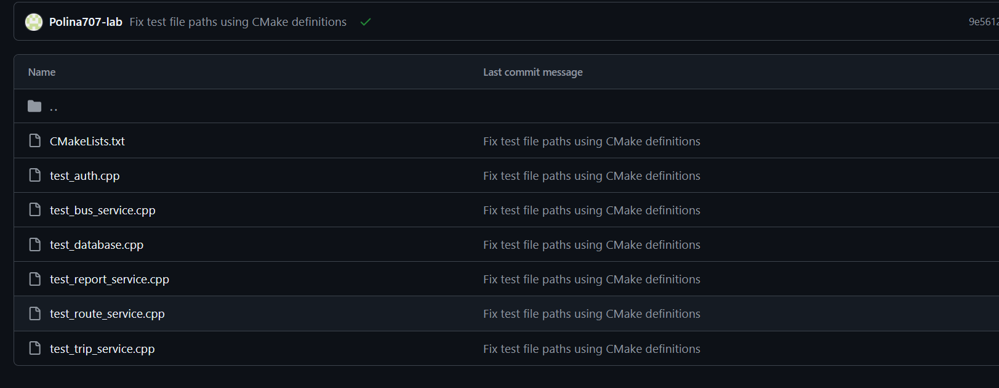 Polina707-lab Fix test file paths using CMake definitions 9e5612
Name Last commit message
..
CMakeLists.txt Fix test file paths using CMake definitions
test_auth.cpp Fix test file paths using CMake definitions
test_bus_service.cpp Fix test file paths using CMake definitions
test_database.cpp Fix test file paths using CMake definitions
test_report_service.cpp Fix test file paths using CMake definitions
test_route_service.cpp Fix test file paths using CMake definitions
test_trip_service.cpp Fix test file paths using CMake definitions